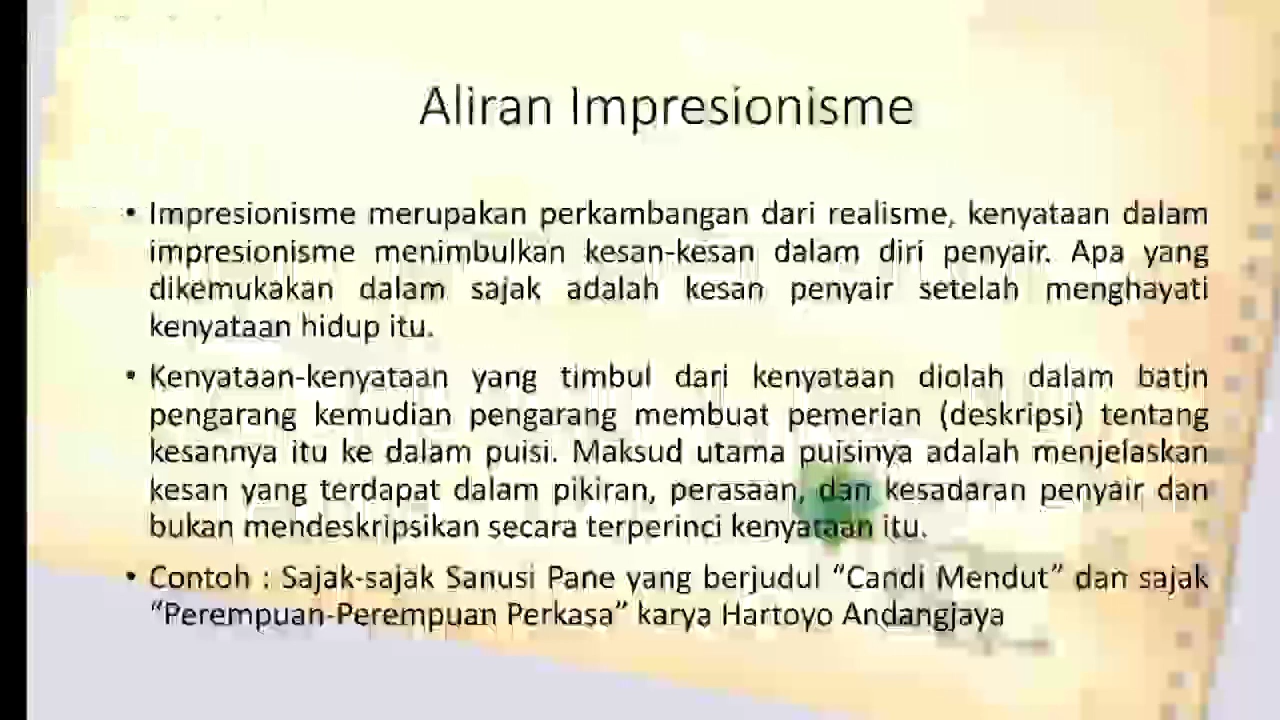 Aliran Impresionisme
• Impresionisme merupakan perkambangan dari realisme, kenyataan dalam
impresionisme menimbulkan kesan-kesan dalam diri penyair. Apa yang
dikemukakan dalam sajak adalah kesan penyair setelah menghayati
kenyataan hidup itu.
• Kenyataan-kenyataan yang timbul dari kenyataan diolah dalam batin
pengarang kemudian pengarang membuat pemerian (deskripsi) tentang
kesannya itu ke dalam puisi. Maksud utama puisinya adalah menjelaskan
kesan yang terdapat dalam pikiran, perasaan, dan kesadaran penyair dan
bukan mendeskripsikan secara terperinci kenyataan itu.
• Contoh : Sajak-sajak Sanusi Pane yang berjudul “Candi Mendut” dan sajak
“Perempuan-Perempuan Perkasa” karya Hartoyo Andangjaya